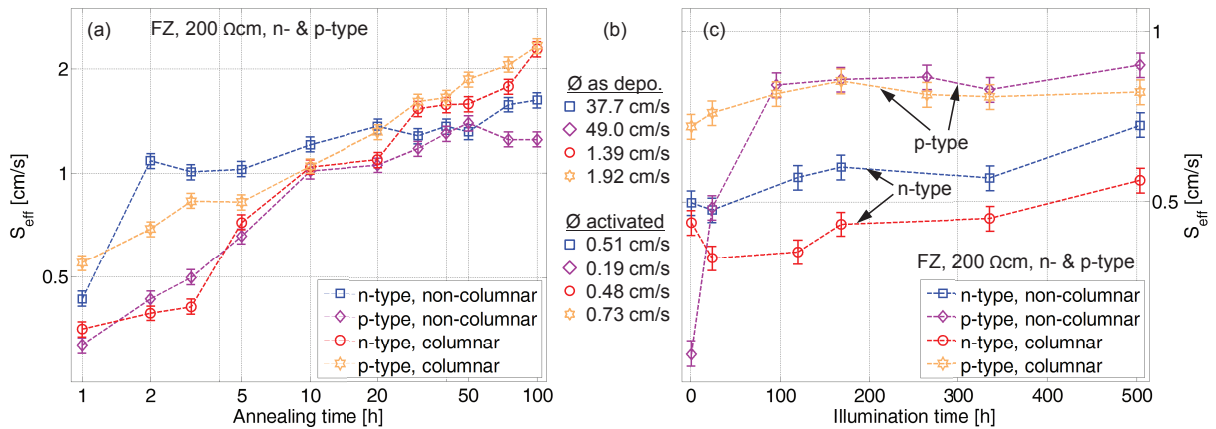 (a)
FZ, 200 Ωcm, n- & p-type
2
1
0.5
S_eff [cm/s]
1
2
3
5
10
20
30
50
100
Annealing time [h]
n-type, non-columnar
p-type, non-columnar
n-type, columnar
p-type, columnar
(b)
Ø as depo.
37.7 cm/s
49.0 cm/s
1.39 cm/s
1.92 cm/s
Ø activated
0.51 cm/s
0.19 cm/s
0.48 cm/s
0.73 cm/s
(c)
p-type
n-type
FZ, 200 Ωcm, n- & p-type
n-type, non-columnar
p-type, non-columnar
n-type, columnar
p-type, columnar
1
0.5
S_eff [cm/s]
0
100
200
300
400
500
Illumination time [h]